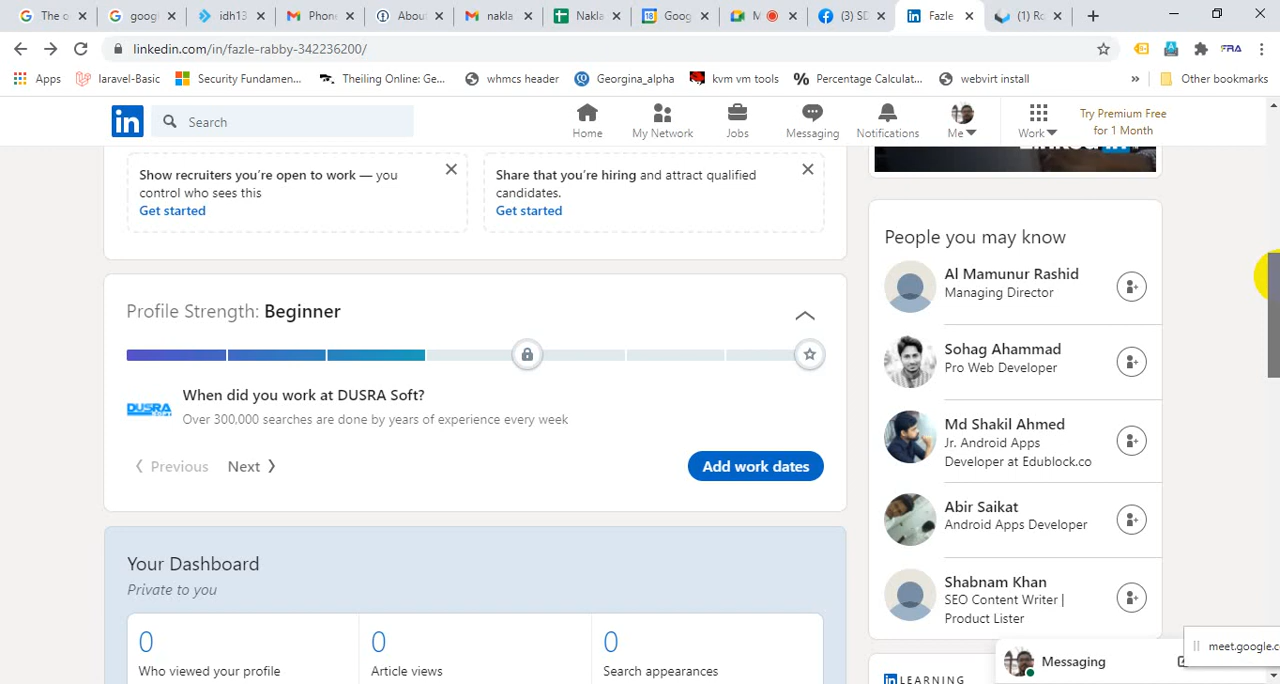 The o
goog
idh13
Phone
Abou
nakla
Nakla
Goog
M
(3) SD
Fazle
(1) Ro
linkedin.com/in/fazle-rabby-342236200/
Apps
laravel-Basic
Security Fundamen...
Theiling Online: Ge...
whmcs header
Georgina_alpha
kvm vm tools
Percentage Calculat...
webvirt install
»
Other bookmarks
in
Search
Home
My Network
Jobs
Messaging
Notifications
Me
Work
Try Premium Free
for 1 Month
Show recruiters you're open to work — you
control who sees this
Get started
Share that you're hiring and attract qualified
candidates.
Get started
Profile Strength: Beginner
DUSRA
SOFT
When did you work at DUSRA Soft?
Over 300,000 searches are done by years of experience every week
Previous
Next
Add work dates
Your Dashboard
Private to you
0
Who viewed your profile
0
Article views
0
Search appearances
People you may know
Al Mamunur Rashid
Managing Director
Sohag Ahammad
Pro Web Developer
Md Shakil Ahmed
Jr. Android Apps
Developer at Edublock.co
Abir Saikat
Android Apps Developer
Shabnam Khan
SEO Content Writer |
Product Lister
in LEARNING
Messaging
meet.google.c